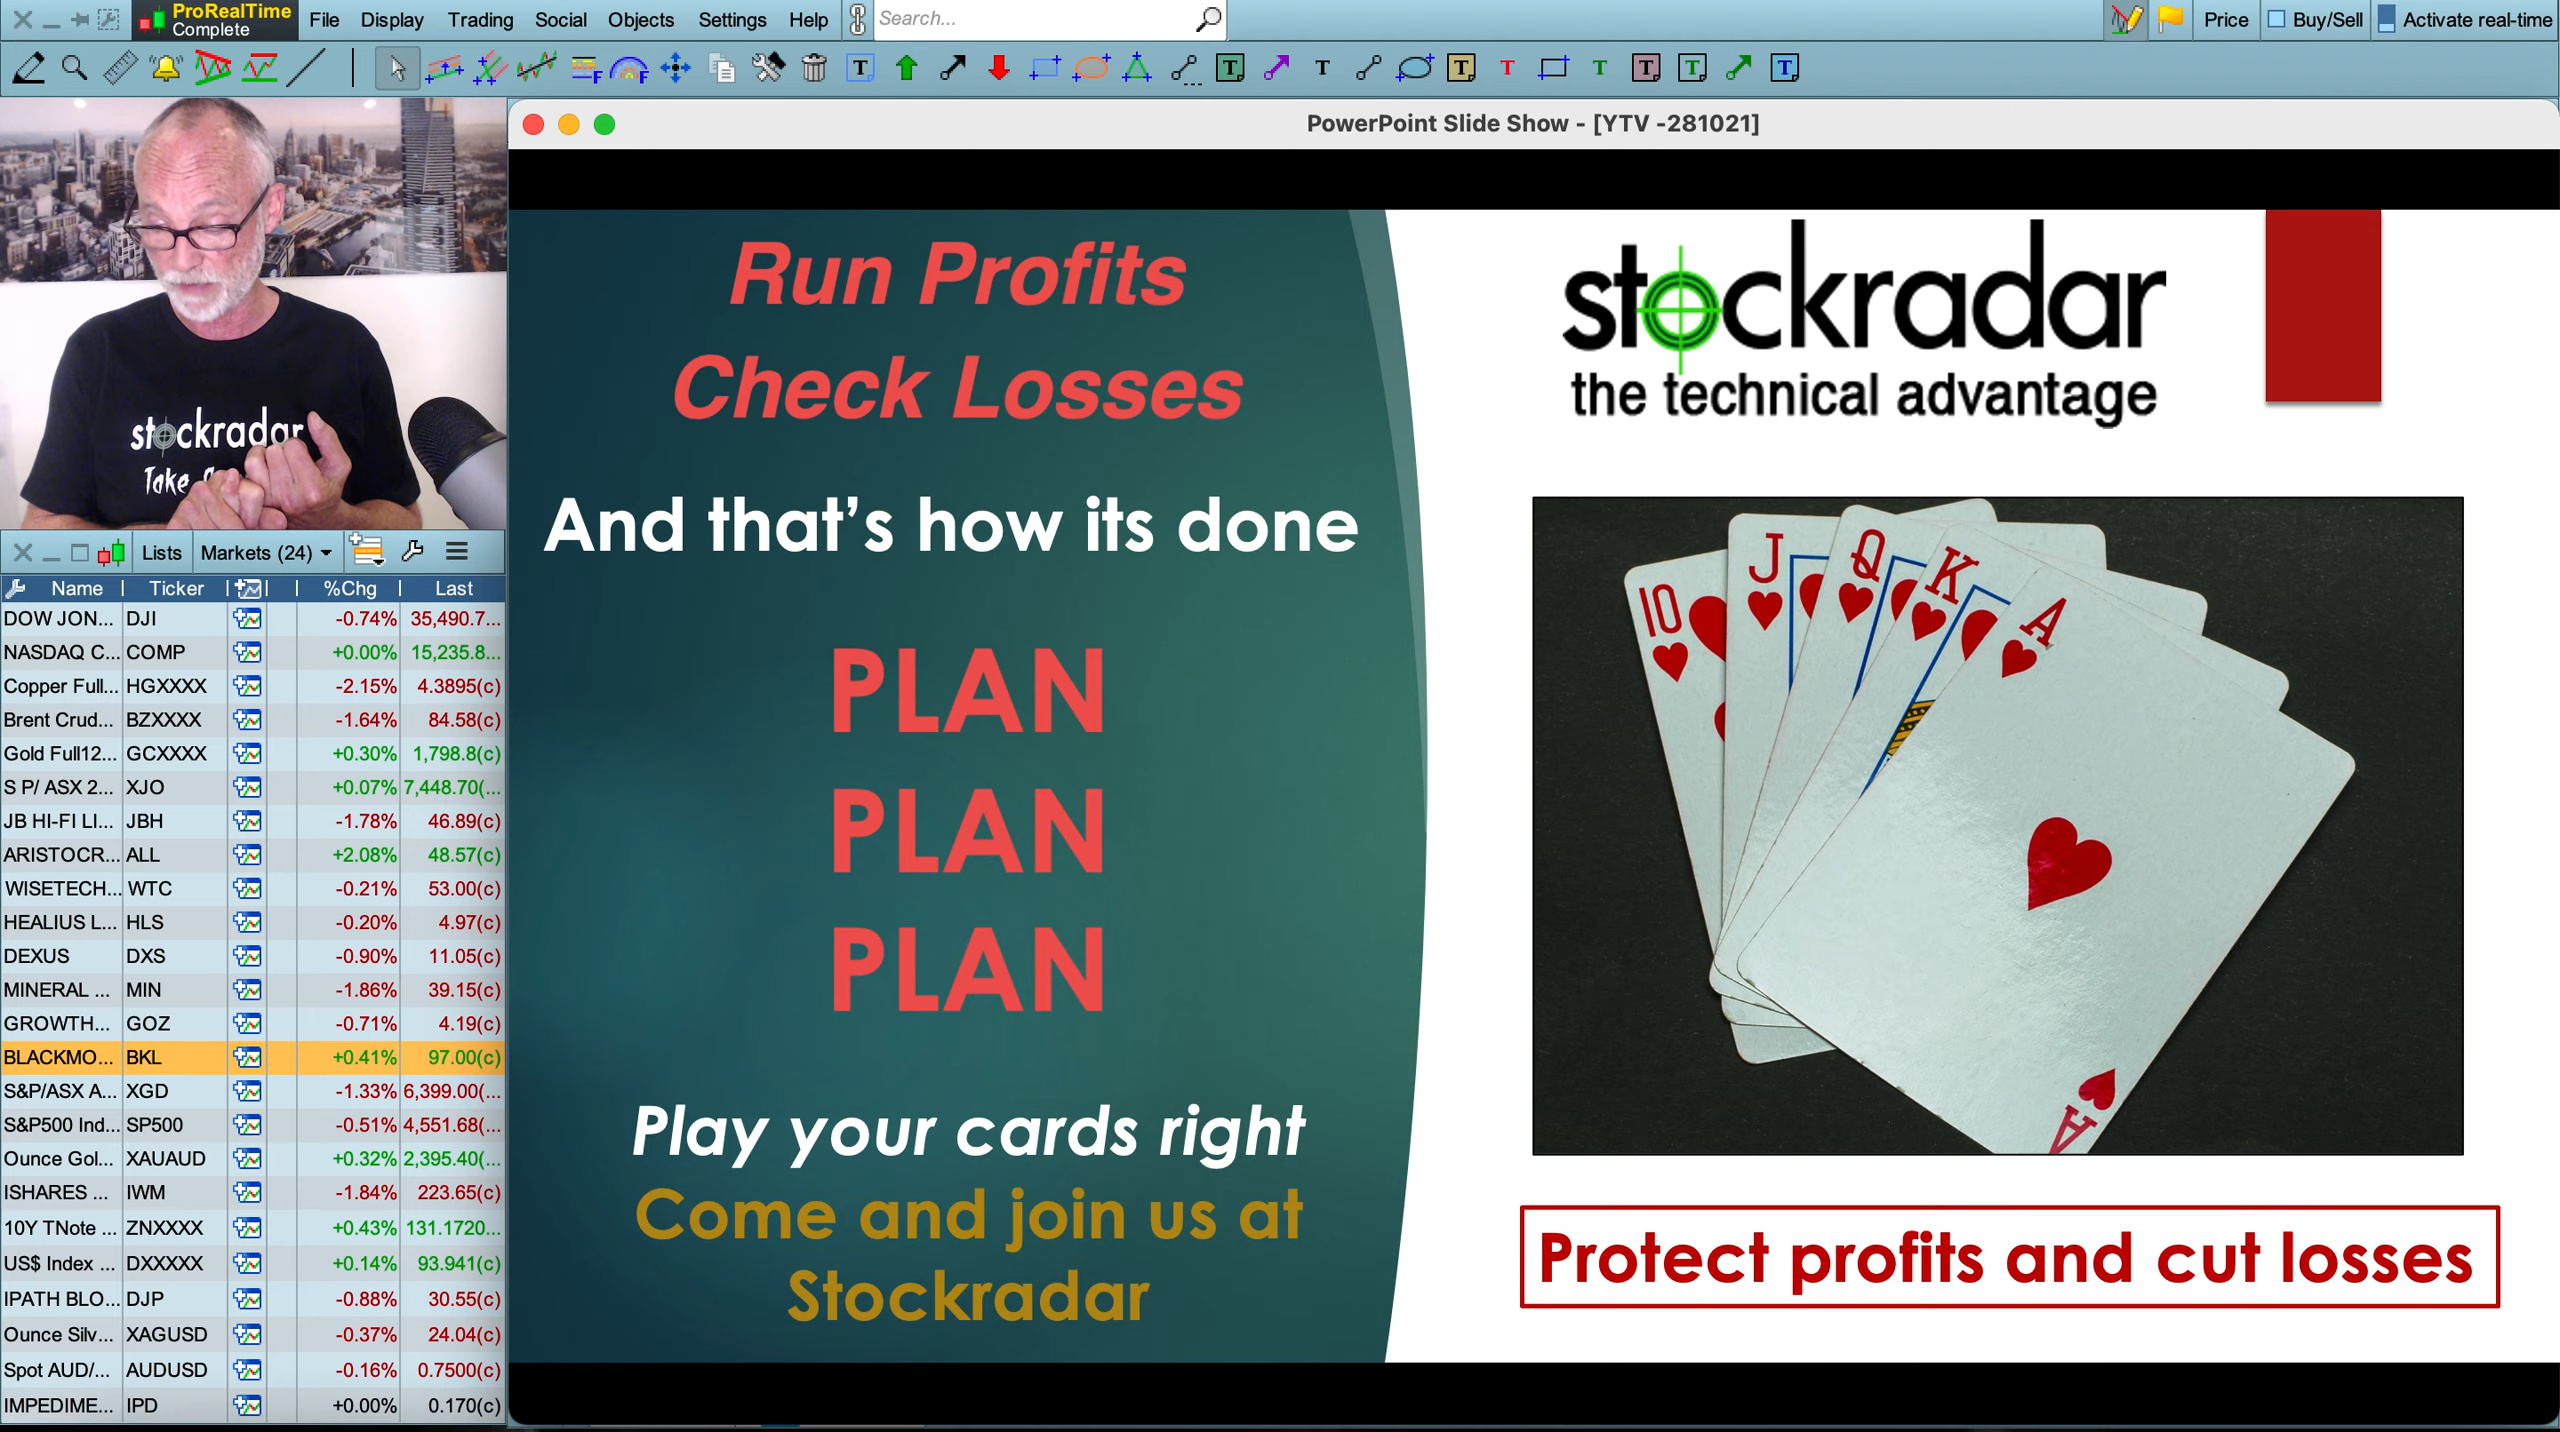 ProRealTime
Complete
File Display Trading Social Objects Settings Help Search... Price Buy/Sell Activate real-time
PowerPoint Slide Show - [YTV -281021]
stockradar
Take
Run Profits
Check Losses
And that's how its done
PLAN
PLAN
PLAN
Play your cards right
Come and join us at
Stockradar
stockradar
the technical advantage
10 J Q K A
A
Protect profits and cut losses
Lists Markets (24)
Name Ticker %Chg Last
DOW JON... DJI -0.74% 35,490.7...
NASDAQ C... COMP +0.00% 15,235.8...
Copper Full... HGXXXX -2.15% 4.3895(c)
Brent Crud... BZXXXX -1.64% 84.58(c)
Gold Full12... GCXXXX +0.30% 1,798.8(c)
S P/ ASX 2... XJO +0.07% 7,448.70(...
JB HI-FI LI... JBH -1.78% 46.89(c)
ARISTOCR... ALL +2.08% 48.57(c)
WISETECH... WTC -0.21% 53.00(c)
HEALIUS L... HLS -0.20% 4.97(c)
DEXUS DXS -0.90% 11.05(c)
MINERAL ... MIN -1.86% 39.15(c)
GROWTH... GOZ -0.71% 4.19(c)
BLACKMO... BKL +0.41% 97.00(c)
S&P/ASX A... XGD -1.33% 6,399.00(...
S&P500 Ind... SP500 -0.51% 4,551.68(...
Ounce Gol... XAUAUD +0.32% 2,395.40(...
ISHARES ... IWM -1.84% 223.65(c)
10Y TNote ... ZNXXXX +0.43% 131.1720...
US$ Index ... DXXXXX +0.14% 93.941(c)
IPATH BLO... DJP -0.88% 30.55(c)
Ounce Silv... XAGUSD -0.37% 24.04(c)
Spot AUD/... AUDUSD -0.16% 0.7500(c)
IMPEDIME... IPD +0.00% 0.170(c)